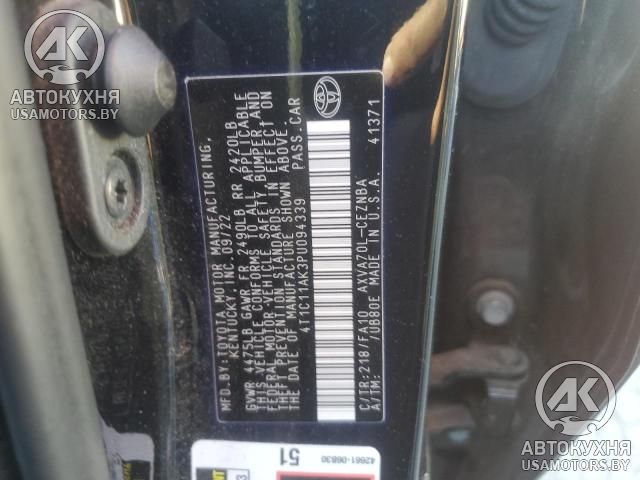 MFD.BY:TOYOTA MOTOR MANUFACTURING,
KENTUCKY, INC. 09/22
GVWR 4475LB GAWR FR 2490LB RR 2420LB
THIS VEHICLE CONFORMS TO ALL APPLICABLE
FEDERAL MOTOR VEHICLE SAFETY BUMPER AND
THEFT PREVENTION STANDARDS IN EFFECT
ON THE DATE OF MANUFACTURE SHOWN ABOVE.
4T1C11AK3PU094339 PASS.CAR
C/TR:218/FA10 AXVA70L-CEZNBA
A/TM: /UB80E MADE IN U.S.A. 41371
42661-06B30
51
АВТОКУХНЯ
USAMOTORS.BY
АВТОКУХНЯ
USAMOTORS.BY